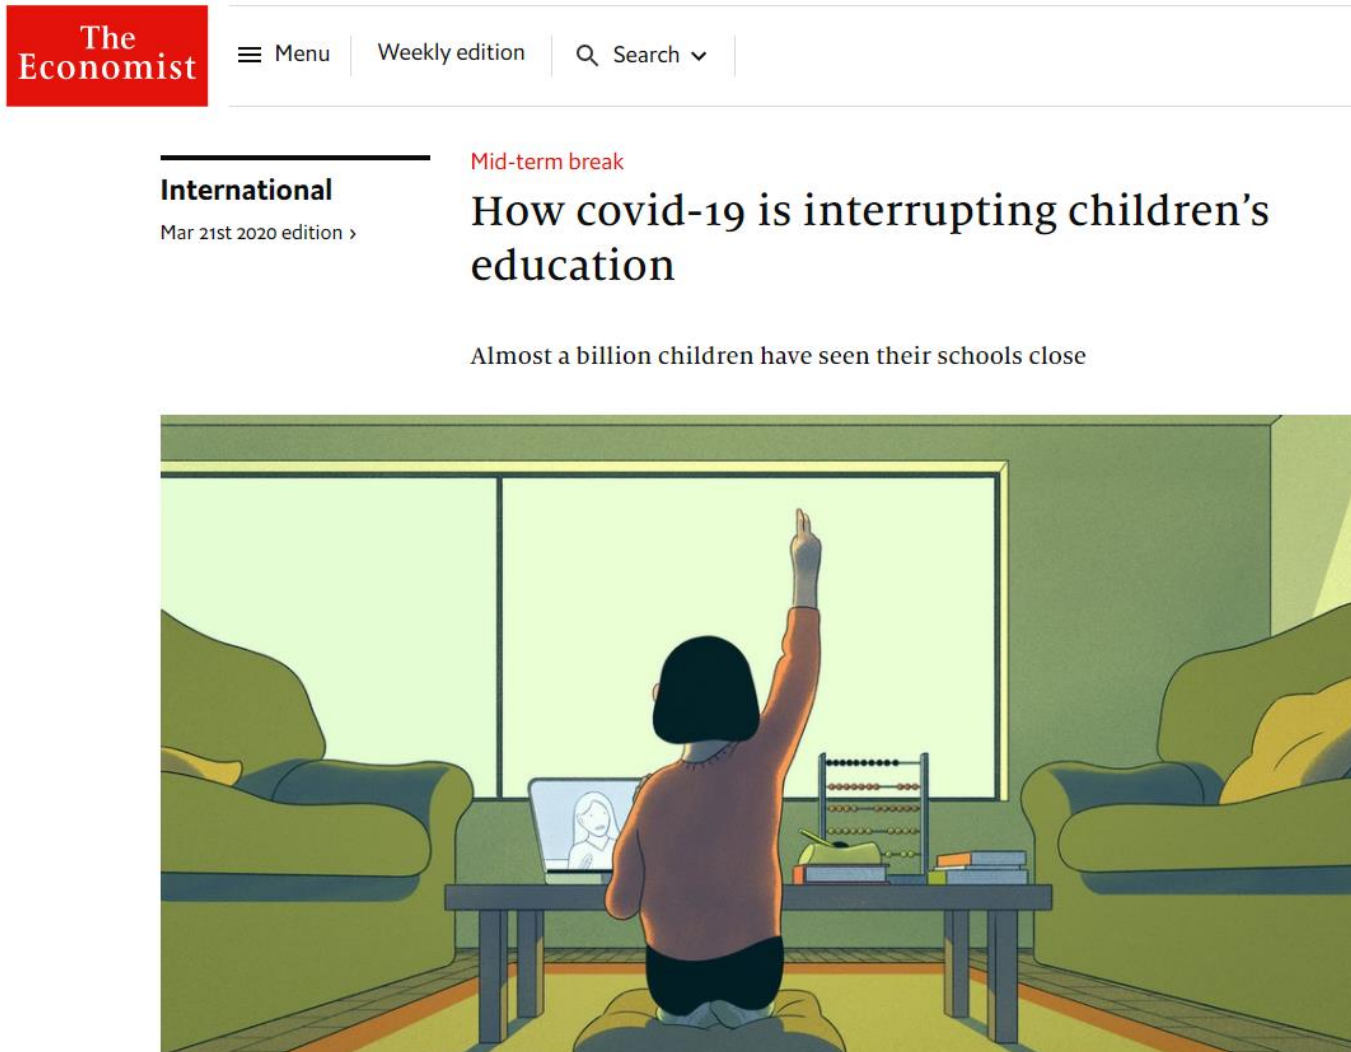 The
Economist
Menu
Weekly edition
Search
International
Mar 21st 2020 edition ›
Mid-term break
How covid-19 is interrupting children’s
education
Almost a billion children have seen their schools close